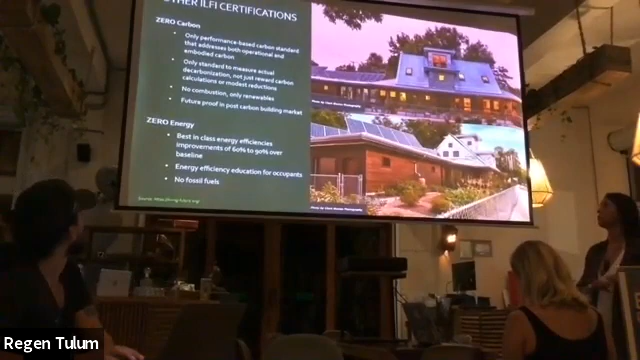 OTHER ILFI CERTIFICATIONS
ZERO Carbon
• Only performance-based carbon standard
that addresses both operational and
embodied carbon
• Only standard to measure actual
decarbonization, not just reward carbon
calculations or modest reductions
• No combustion, only renewables
• Future proof in post carbon building market
ZERO Energy
• Best in class energy efficiencies
improvements of 60% to 90% over
baseline
• Energy efficiency education for occupants
• No fossil fuels
Regen Tulum